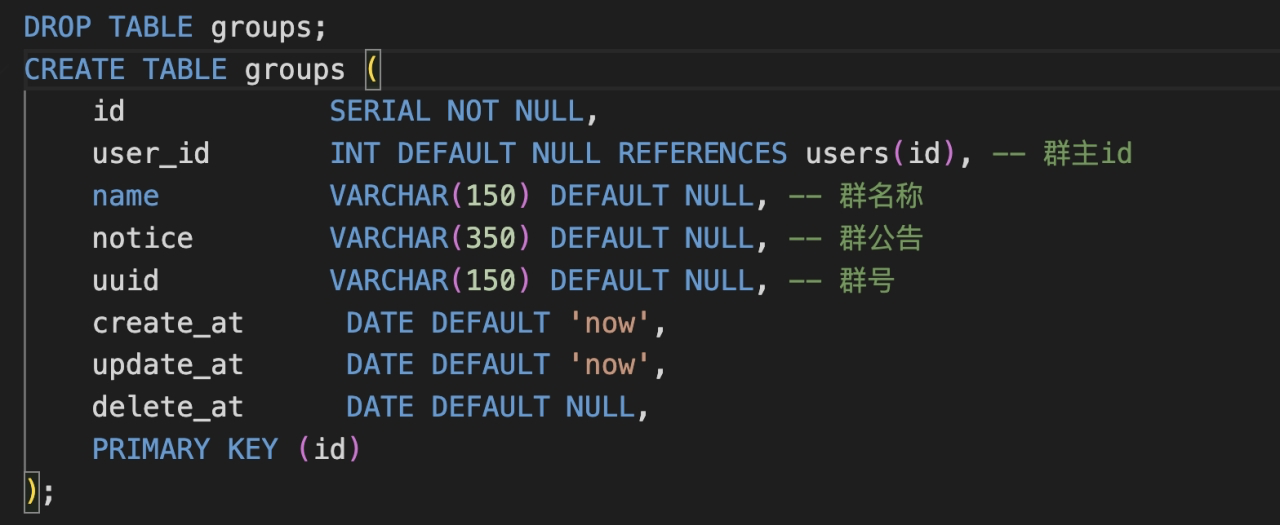 DROP TABLE groups;
CREATE TABLE groups (
    id            SERIAL NOT NULL,
    user_id       INT DEFAULT NULL REFERENCES users(id), -- 群主id
    name          VARCHAR(150) DEFAULT NULL, -- 群名称
    notice        VARCHAR(350) DEFAULT NULL, -- 群公告
    uuid          VARCHAR(150) DEFAULT NULL, -- 群号
    create_at      DATE DEFAULT 'now',
    update_at      DATE DEFAULT 'now',
    delete_at      DATE DEFAULT NULL,
    PRIMARY KEY (id)
);